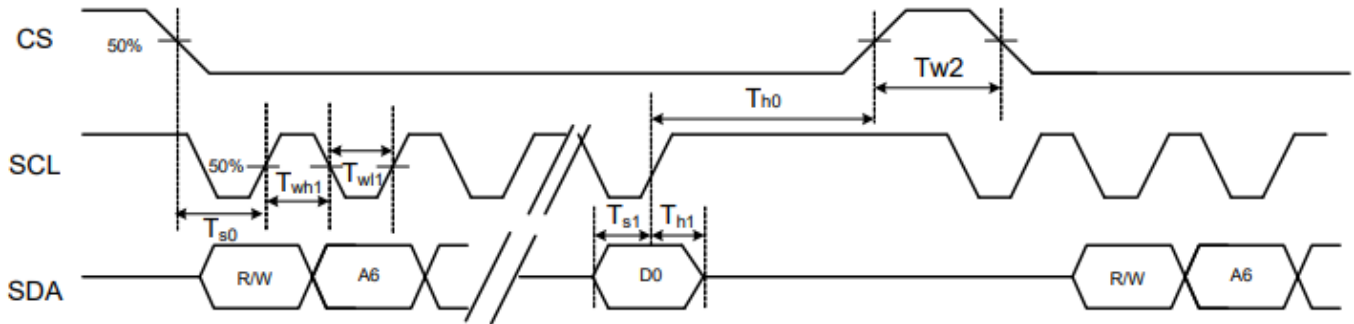 CS
50%
Tw2
Th0
SCL
50%
Twh1
Twl1
Ts0
Ts1
Th1
SDA
R/W
A6
D0
R/W
A6